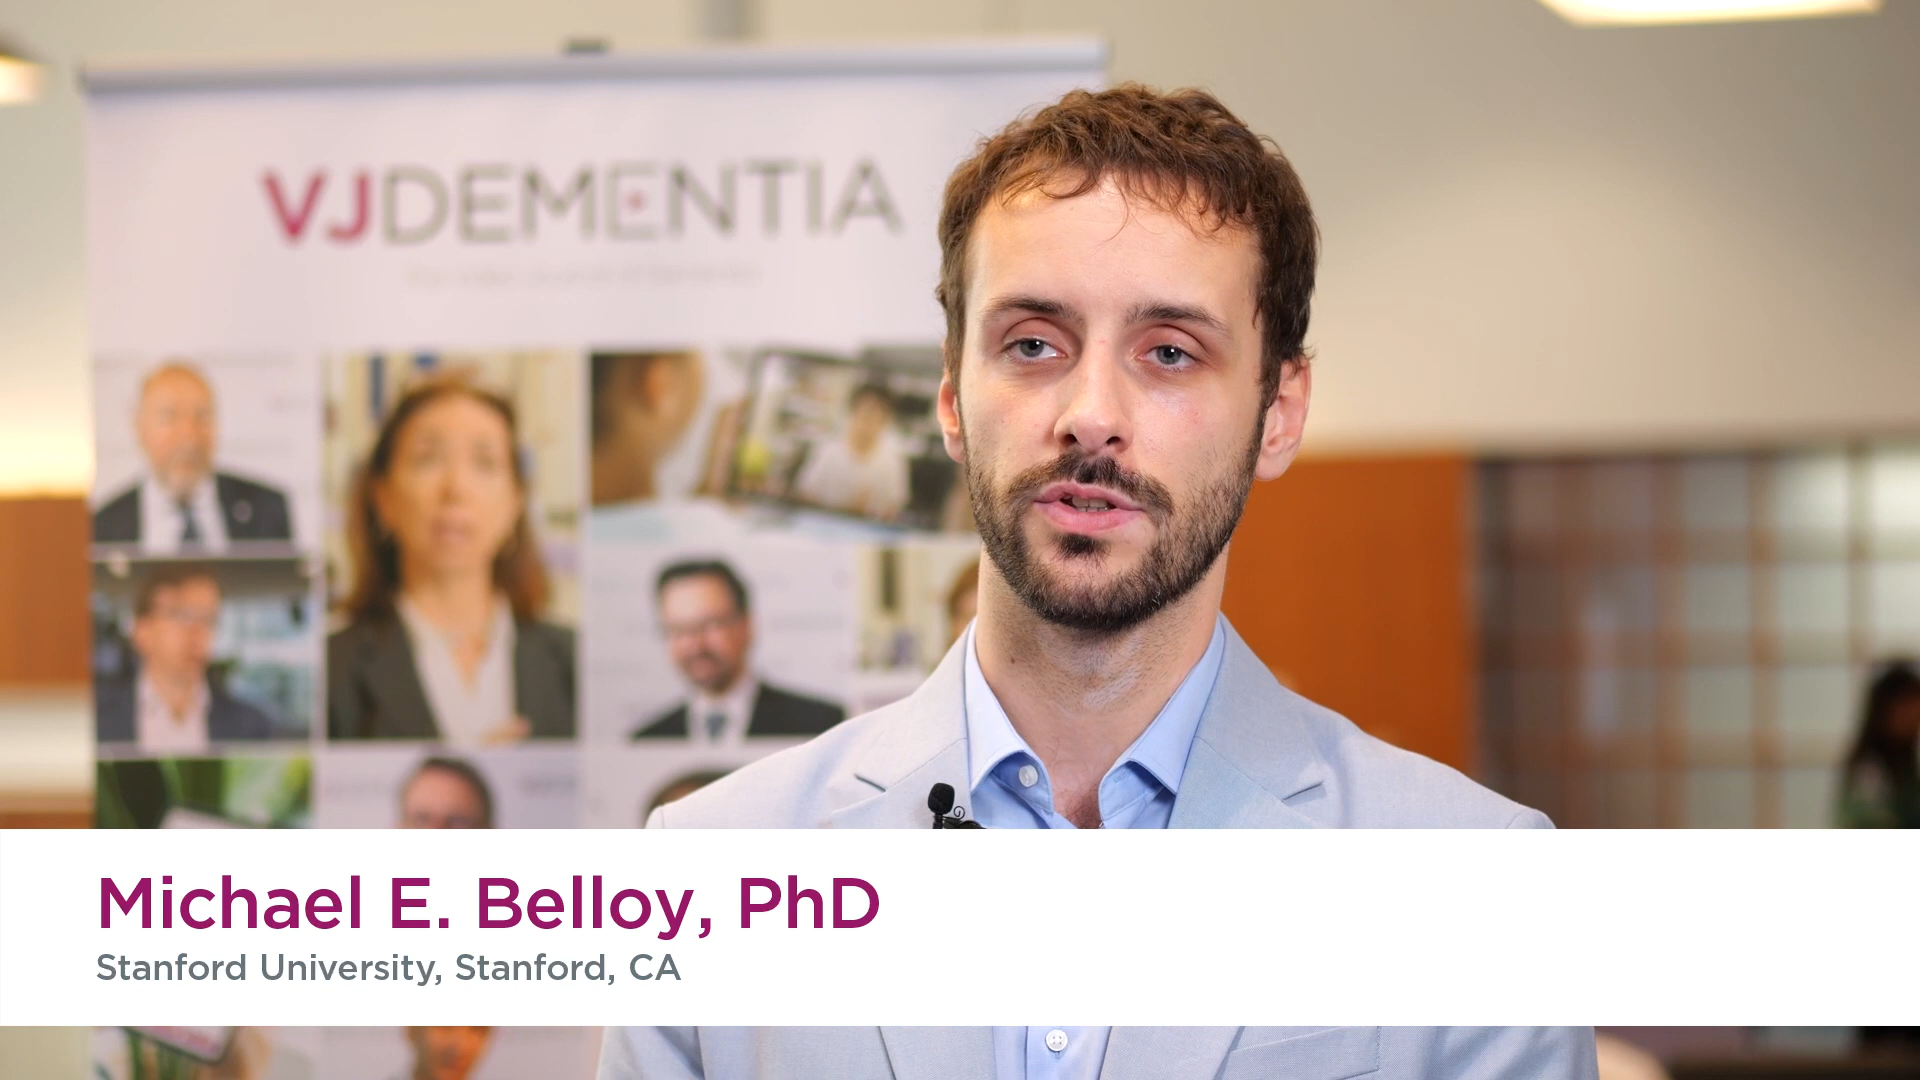 VJDEMENTIA
Michael E. Belloy, PhD
Stanford University, Stanford, CA